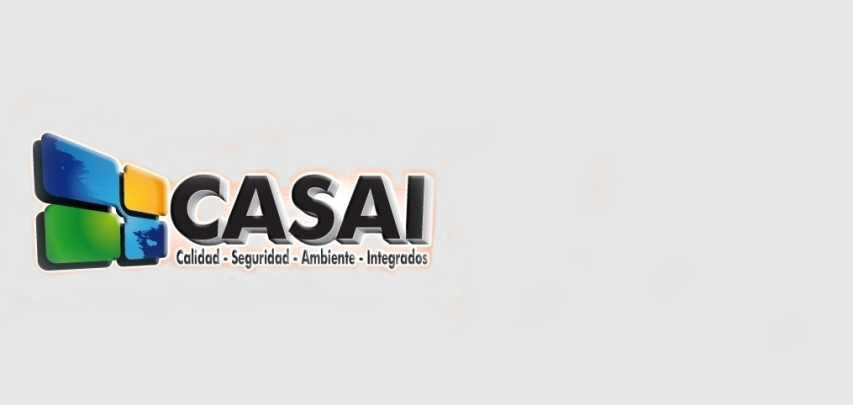 CASAI
Calidad - Seguridad - Ambiente - Integrados